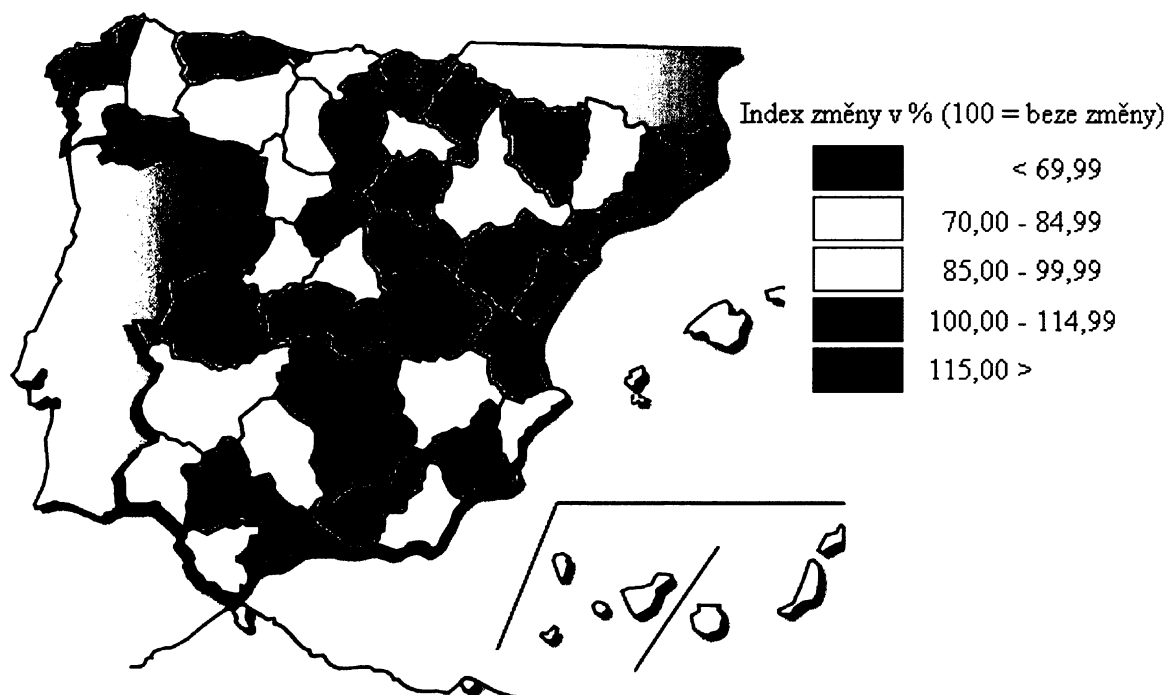 Index změny v % (100 = beze změny)
< 69,99
70,00 - 84,99
85,00 - 99,99
100,00 - 114,99
115,00 >